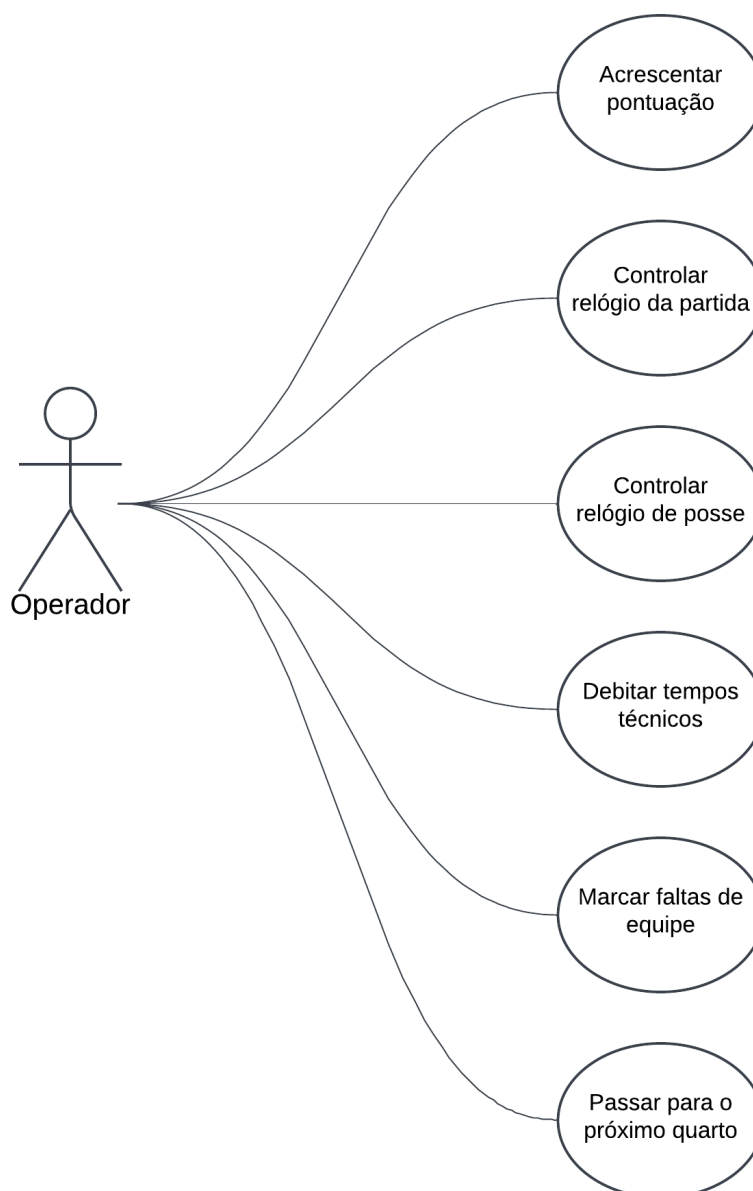 Acrescentar
pontuação
Controlar
relógio da partida
Controlar
relógio de posse
Operador
Debitar tempos
técnicos
Marcar faltas de
equipe
Passar para o
próximo quarto